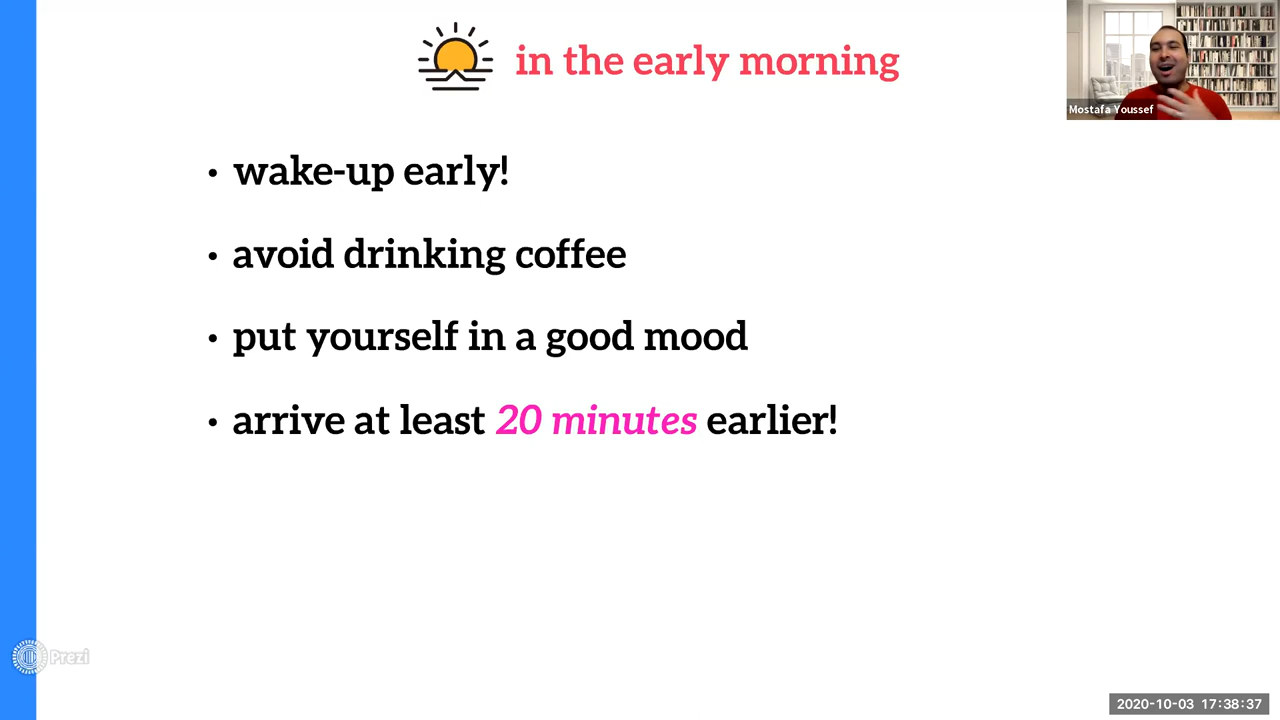 in the early morning
Mostafa Youssef
• wake-up early!
• avoid drinking coffee
• put yourself in a good mood
• arrive at least 20 minutes earlier!
Prezi
2020-10-03 17:38:37